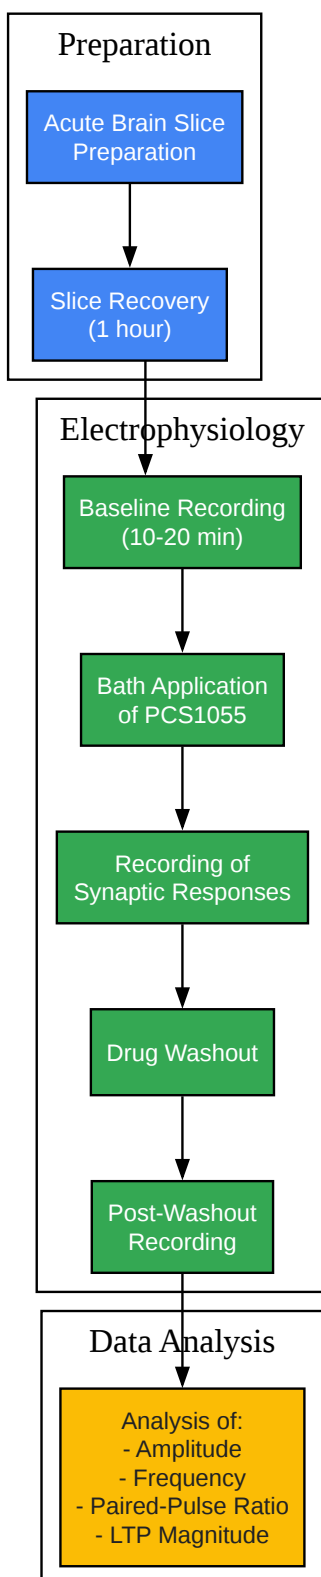 Preparation
Acute Brain Slice
Preparation
Slice Recovery
(1 hour)
Electrophysiology
Baseline Recording
(10-20 min)
Bath Application
of PCS1055
Recording of
Synaptic Responses
Drug Washout
Post-Washout
Recording
Data Analysis
Analysis of:
- Amplitude
- Frequency
- Paired-Pulse Ratio
- LTP Magnitude